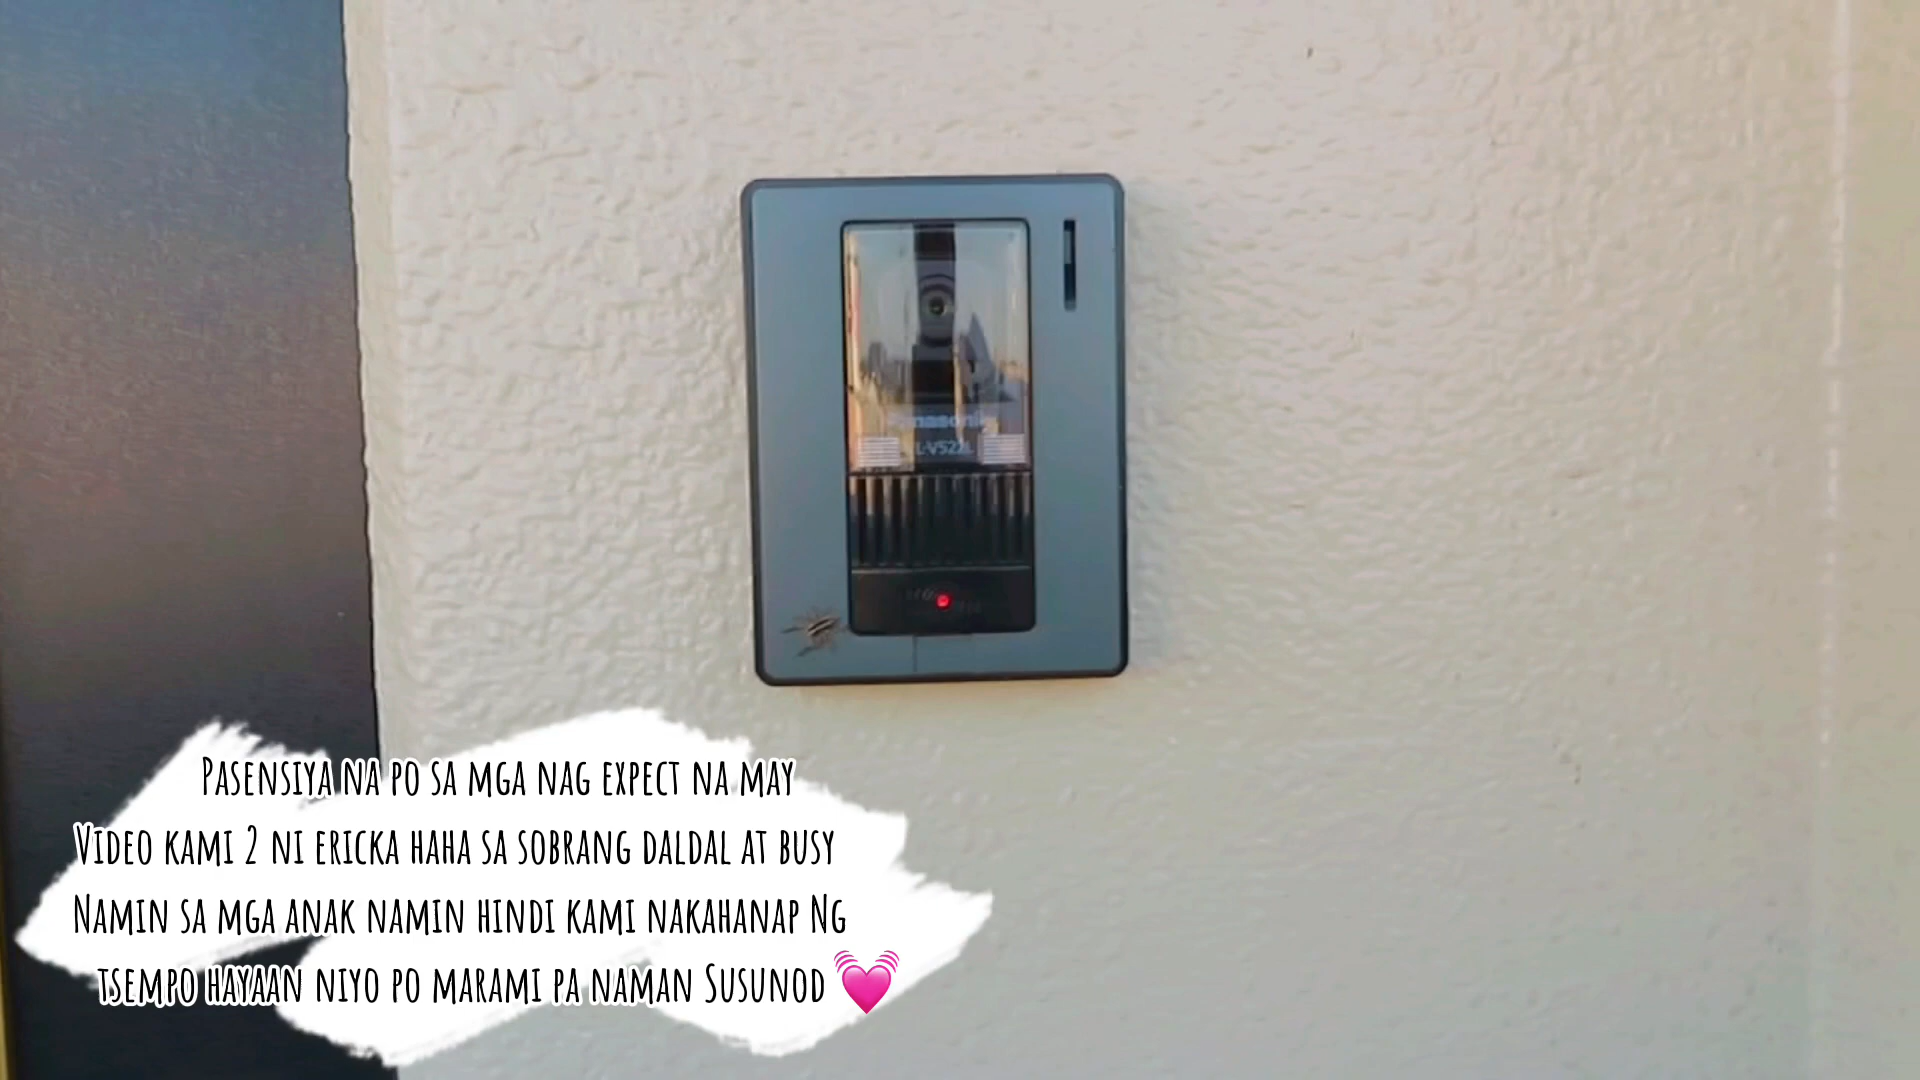 Panasonic
L-V522L
Pasensiya na po sa mga nag expect na may
Video kami 2 ni ericka haha sa sobrang daldal at busy
Namin sa mga anak namin hindi kami nakahanap Ng
tsempo hayaan niyo po marami pa naman Susunod 💓